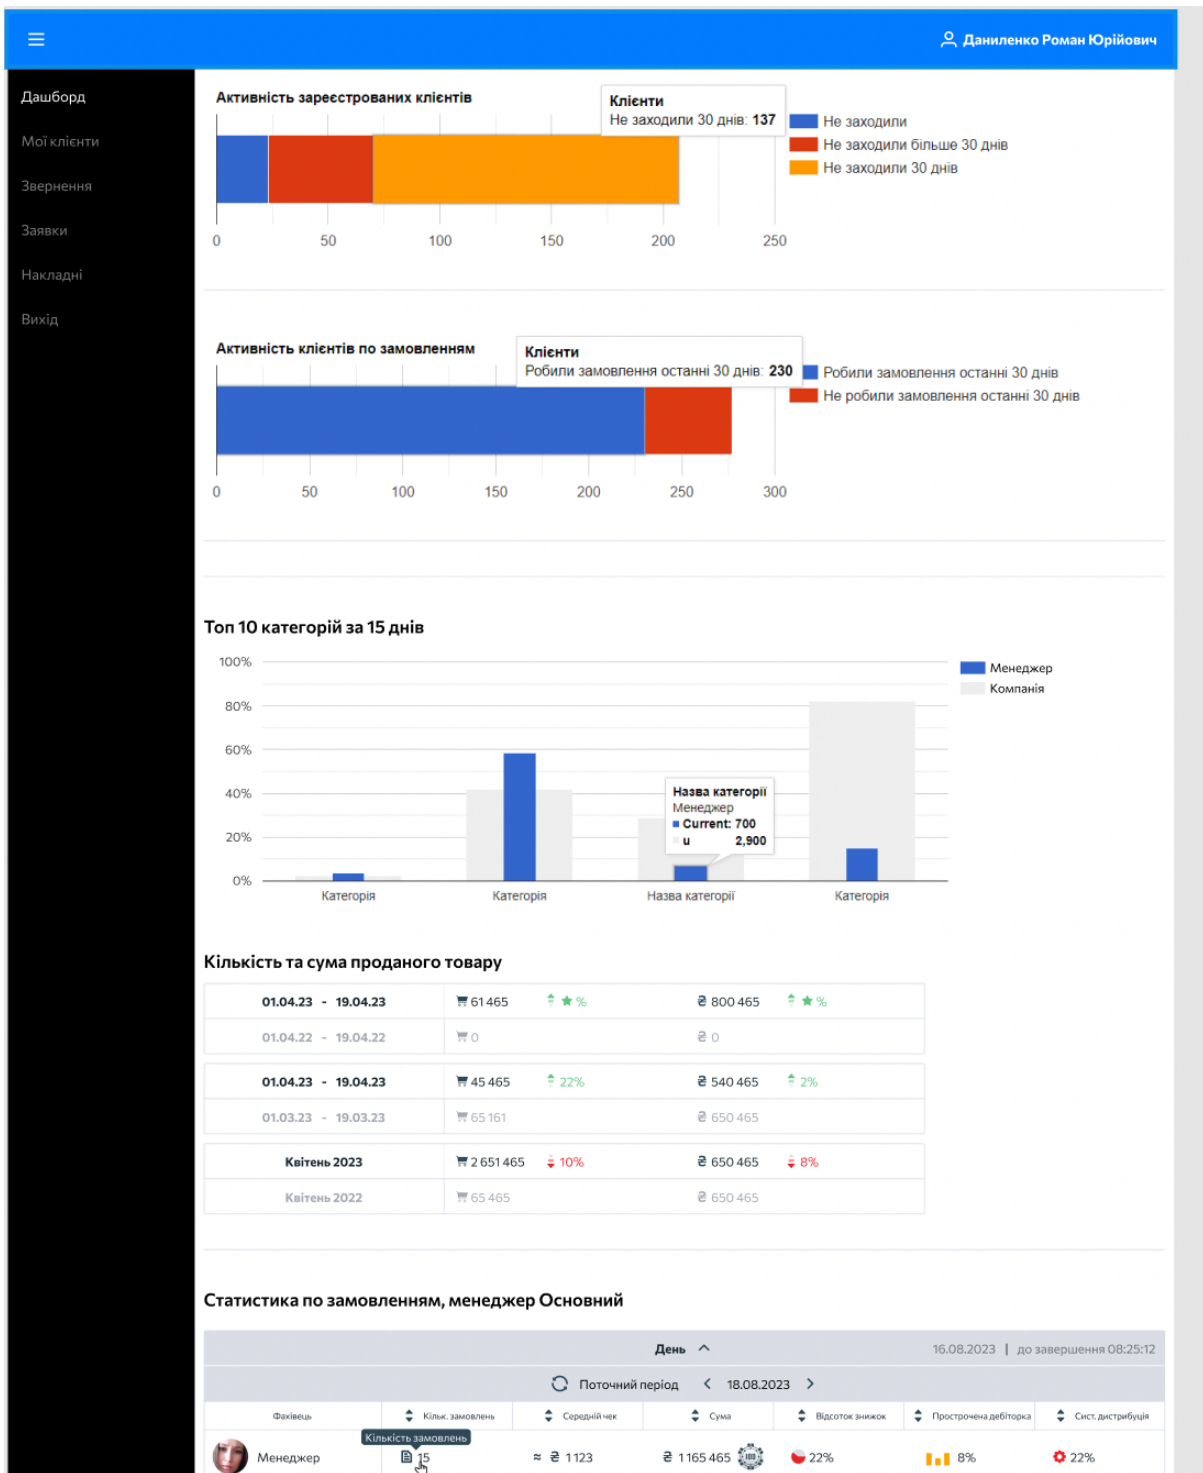 Даниленко Роман Юрійович
Дашборд
Мої клієнти
Звернення
Заявки
Накладні
Вихід
Активність зареєстрованих клієнтів
Клієнти
Не заходили 30 днів: 137
Не заходили
Не заходили більше 30 днів
Не заходили 30 днів
0 50 100 150 200 250
Активність клієнтів по замовленням
Клієнти
Робили замовлення останні 30 днів: 230
Робили замовлення останні 30 днів
Не робили замовлення останні 30 днів
0 50 100 150 200 250 300
Топ 10 категорій за 15 днів
100%
80%
60%
40%
20%
0%
Менеджер
Компанія
Назва категорії
Менеджер
Current: 700
u 2,900
Категорія Категорія Назва категорії Категорія
Кількість та сума проданого товару
01.04.23 - 19.04.23 61 465 % ₴ 800 465 %
01.04.22 - 19.04.22 0 ₴ 0
01.04.23 - 19.04.23 45 465 22% ₴ 540 465 2%
01.03.23 - 19.03.23 65 161 ₴ 650 465
Квітень 2023 2 651 465 10% ₴ 650 465 8%
Квітень 2022 65 465 ₴ 650 465
Статистика по замовленням, менеджер Основний
День 16.08.2023 | до завершення 08:25:12
Поточний період < 18.08.2023 >
Фахівець Кільк. замовлень Середній чек Сума Відсоток знижок Прострочена дебіторка Сист. дистрибуція
Кількість замовлень
Менеджер 15 ≈ ₴ 1 123 ₴ 1 165 465 100 22% 8% 22%